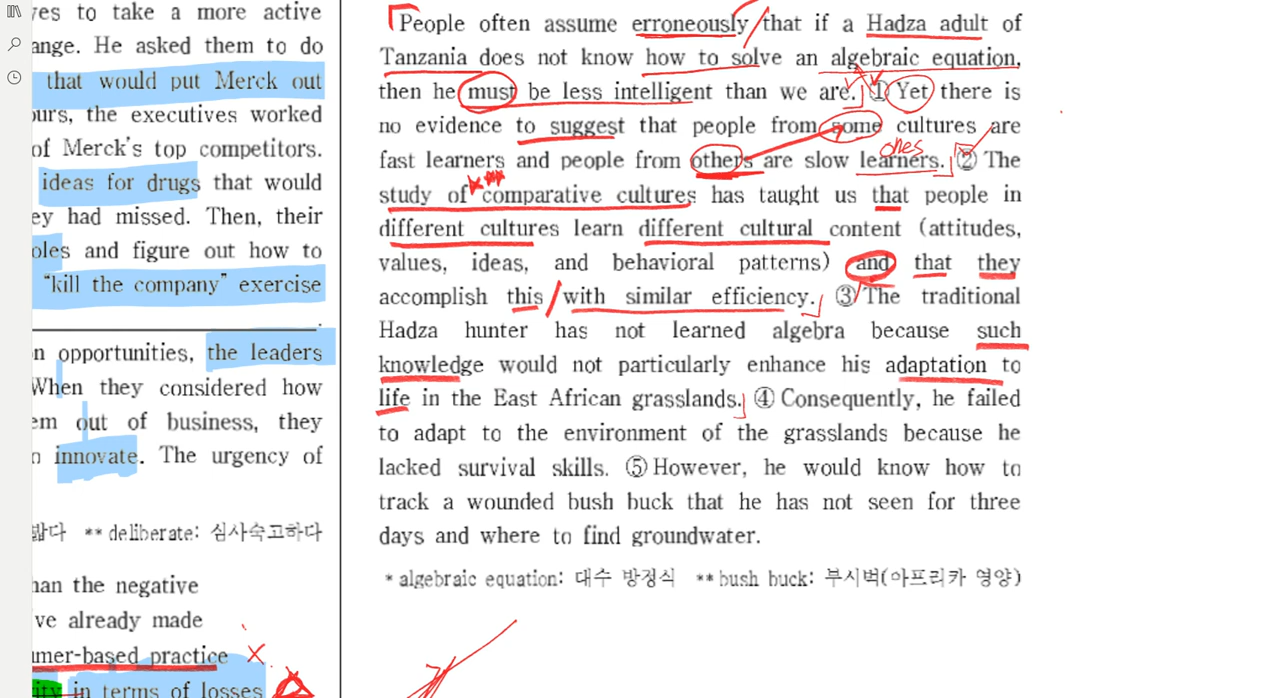 ves to take a more active
ange. He asked them to do
that would put Merck out
ours, the executives worked
of Merck's top competitors.
ideas for drugs that would
ey had missed. Then, their
oles and figure out how to
"kill the company" exercise
n opportunities, the leaders
When they considered how
em out of business, they
n innovate. The urgency of
짧다 ** deliberate: 심사숙고하다
han the negative
've already made
umer-based practice
ity in terms of losses
People often assume erroneously that if a Hadza adult of
Tanzania does not know how to solve an algebraic equation,
then he must be less intelligent than we are. ① Yet there is
no evidence to suggest that people from some cultures are
fast learners and people from others are slow learners. ② The
ones
study of comparative cultures has taught us that people in
different cultures learn different cultural content (attitudes,
values, ideas, and behavioral patterns) and that they
accomplish this with similar efficiency. ③ The traditional
Hadza hunter has not learned algebra because such
knowledge would not particularly enhance his adaptation to
life in the East African grasslands. ④ Consequently, he failed
to adapt to the environment of the grasslands because he
lacked survival skills. ⑤ However, he would know how to
track a wounded bush buck that he has not seen for three
days and where to find groundwater.
* algebraic equation: 대수 방정식 ** bush buck: 부시벅(아프리카 영양)